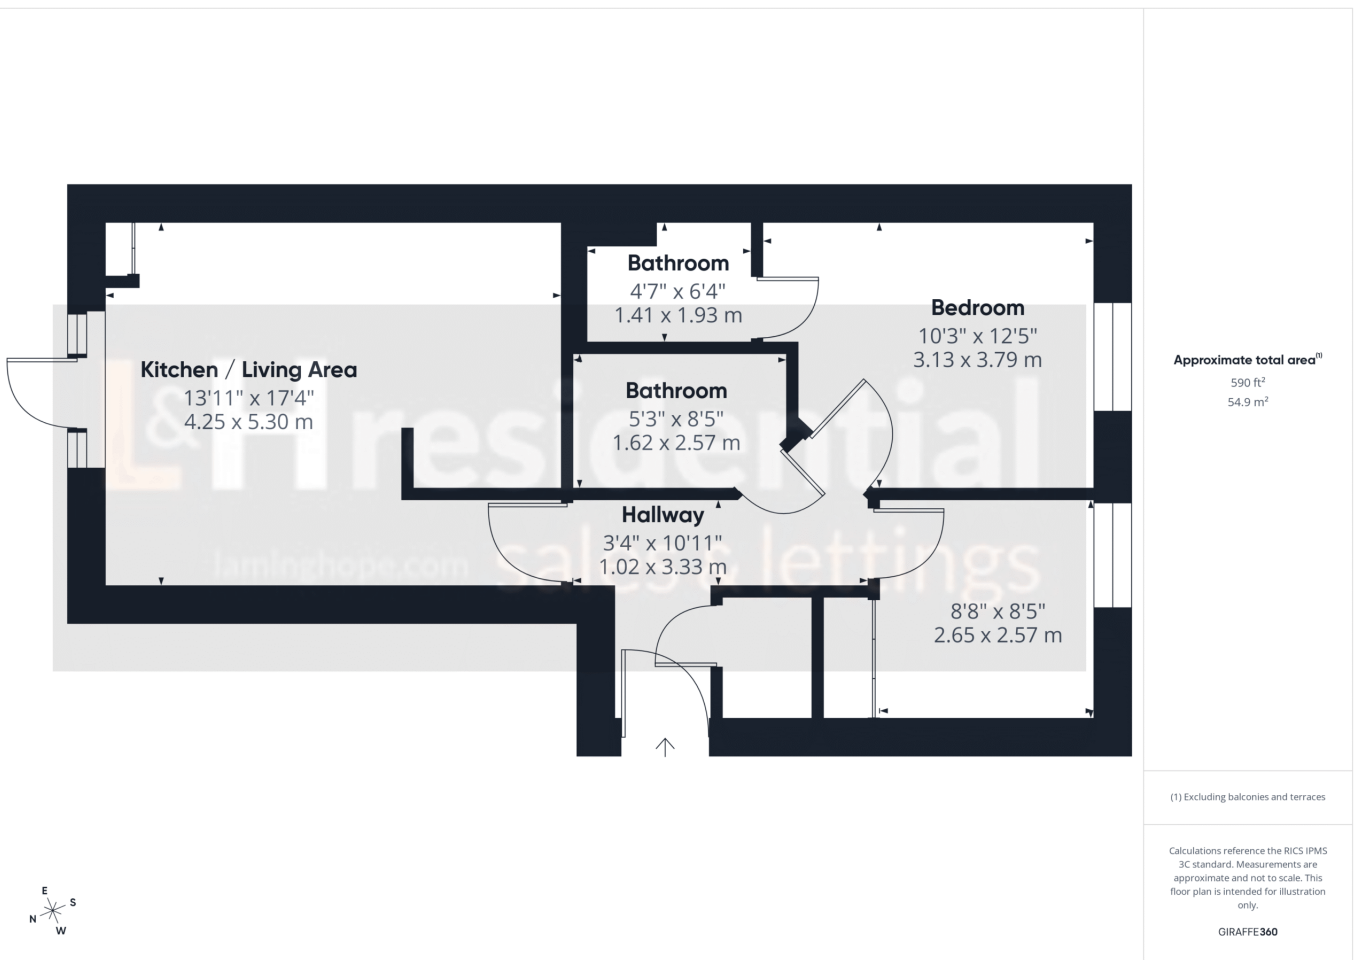 Bathroom
4'7" x 6'4"
1.41 x 1.93 m
Bedroom
10'3" x 12'5"
3.13 x 3.79 m
Kitchen / Living Area
13'11" x 17'4"
4.25 x 5.30 m
Bathroom
5'3" x 8'5"
1.62 x 2.57 m
L&H residential
Hallway
3'4" x 10'11"
1.02 x 3.33 m
laminghope.com
sales & lettings
8'8" x 8'5"
2.65 x 2.57 m
E
S
N
W
Approximate total area(1)
590 ft²
54.9 m²
(1) Excluding balconies and terraces
Calculations reference the RICS IPMS
3C standard. Measurements are
approximate and not to scale. This
floor plan is intended for illustration
only.
GIRAFFE360